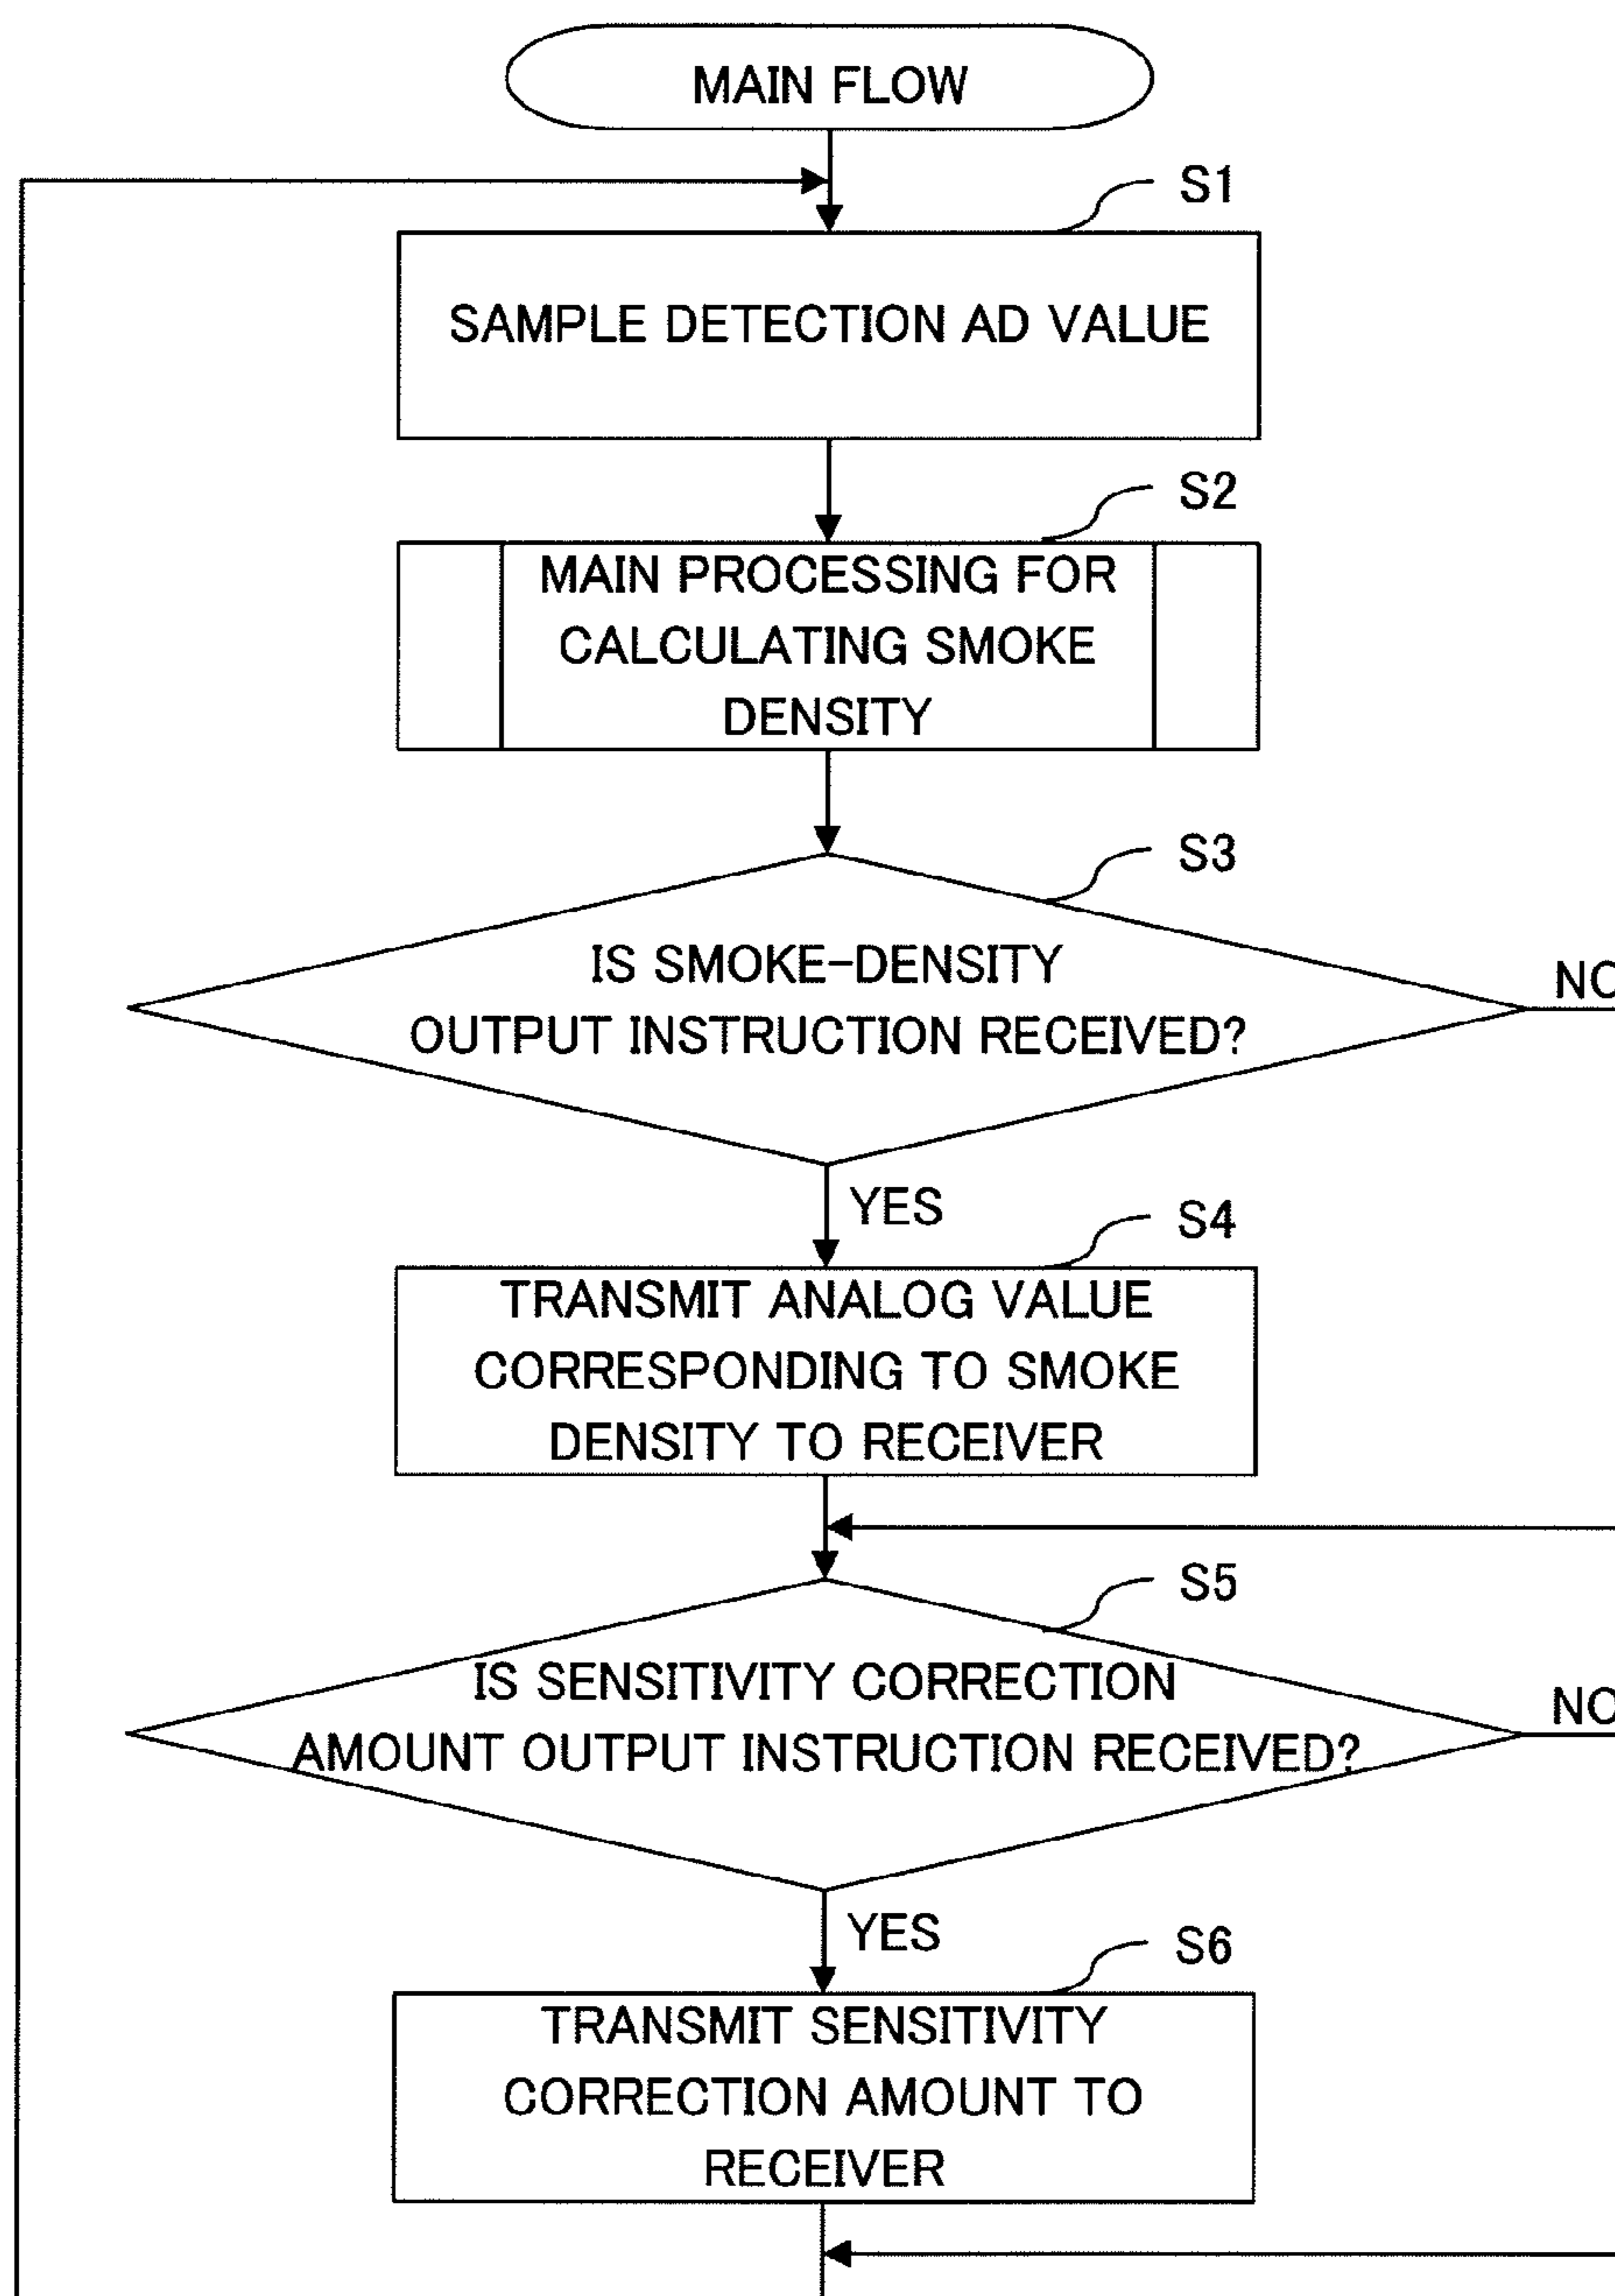 MAIN FLOW
S1
SAMPLE DETECTION AD VALUE
S2
MAIN PROCESSING FOR
CALCULATING SMOKE
DENSITY
S3
IS SMOKE-DENSITY
OUTPUT INSTRUCTION RECEIVED?
NO
YES
S4
TRANSMIT ANALOG VALUE
CORRESPONDING TO SMOKE
DENSITY TO RECEIVER
S5
IS SENSITIVITY CORRECTION
AMOUNT OUTPUT INSTRUCTION RECEIVED?
NO
YES
S6
TRANSMIT SENSITIVITY
CORRECTION AMOUNT TO
RECEIVER